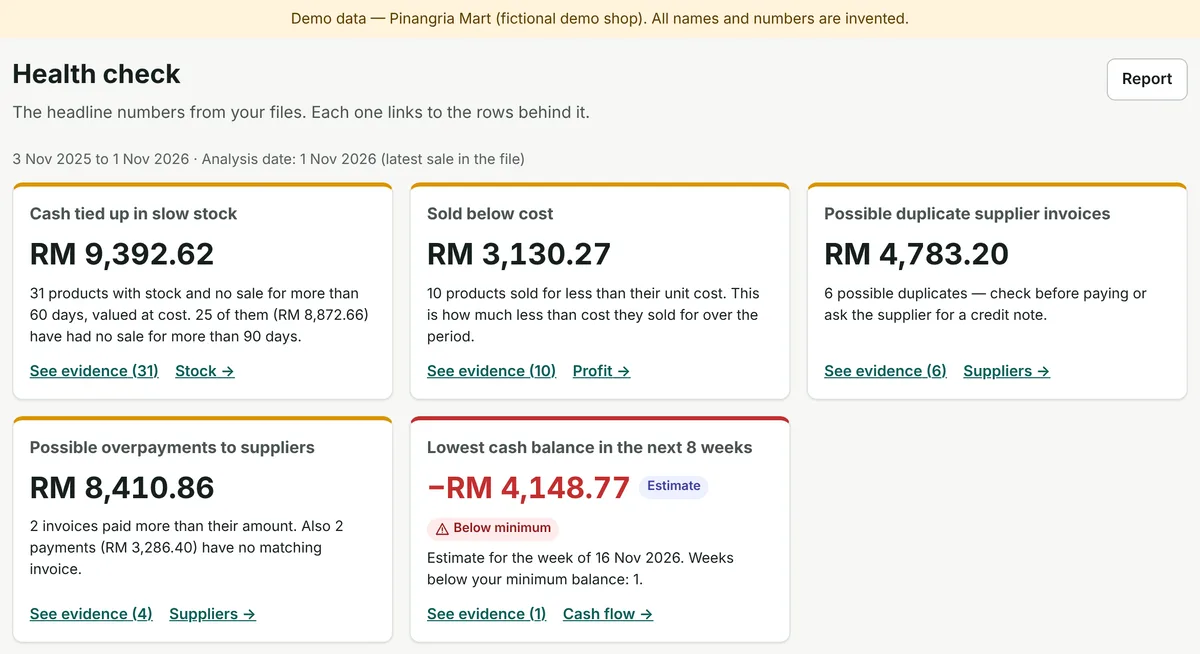 Demo data — Pinangria Mart (fictional demo shop). All names and numbers are invented.
Health check
Report
The headline numbers from your files. Each one links to the rows behind it.
3 Nov 2025 to 1 Nov 2026 · Analysis date: 1 Nov 2026 (latest sale in the file)
Cash tied up in slow stock
RM 9,392.62
31 products with stock and no sale for more than
60 days, valued at cost. 25 of them (RM 8,872.66)
have had no sale for more than 90 days.
See evidence (31) Stock →
Sold below cost
RM 3,130.27
10 products sold for less than their unit cost. This
is how much less than cost they sold for over the
period.
See evidence (10) Profit →
Possible duplicate supplier invoices
RM 4,783.20
6 possible duplicates — check before paying or
ask the supplier for a credit note.
See evidence (6) Suppliers →
Possible overpayments to suppliers
RM 8,410.86
2 invoices paid more than their amount. Also 2
payments (RM 3,286.40) have no matching
invoice.
See evidence (4) Suppliers →
Lowest cash balance in the next 8 weeks
−RM 4,148.77 Estimate
Below minimum
Estimate for the week of 16 Nov 2026. Weeks
below your minimum balance: 1.
See evidence (1) Cash flow →